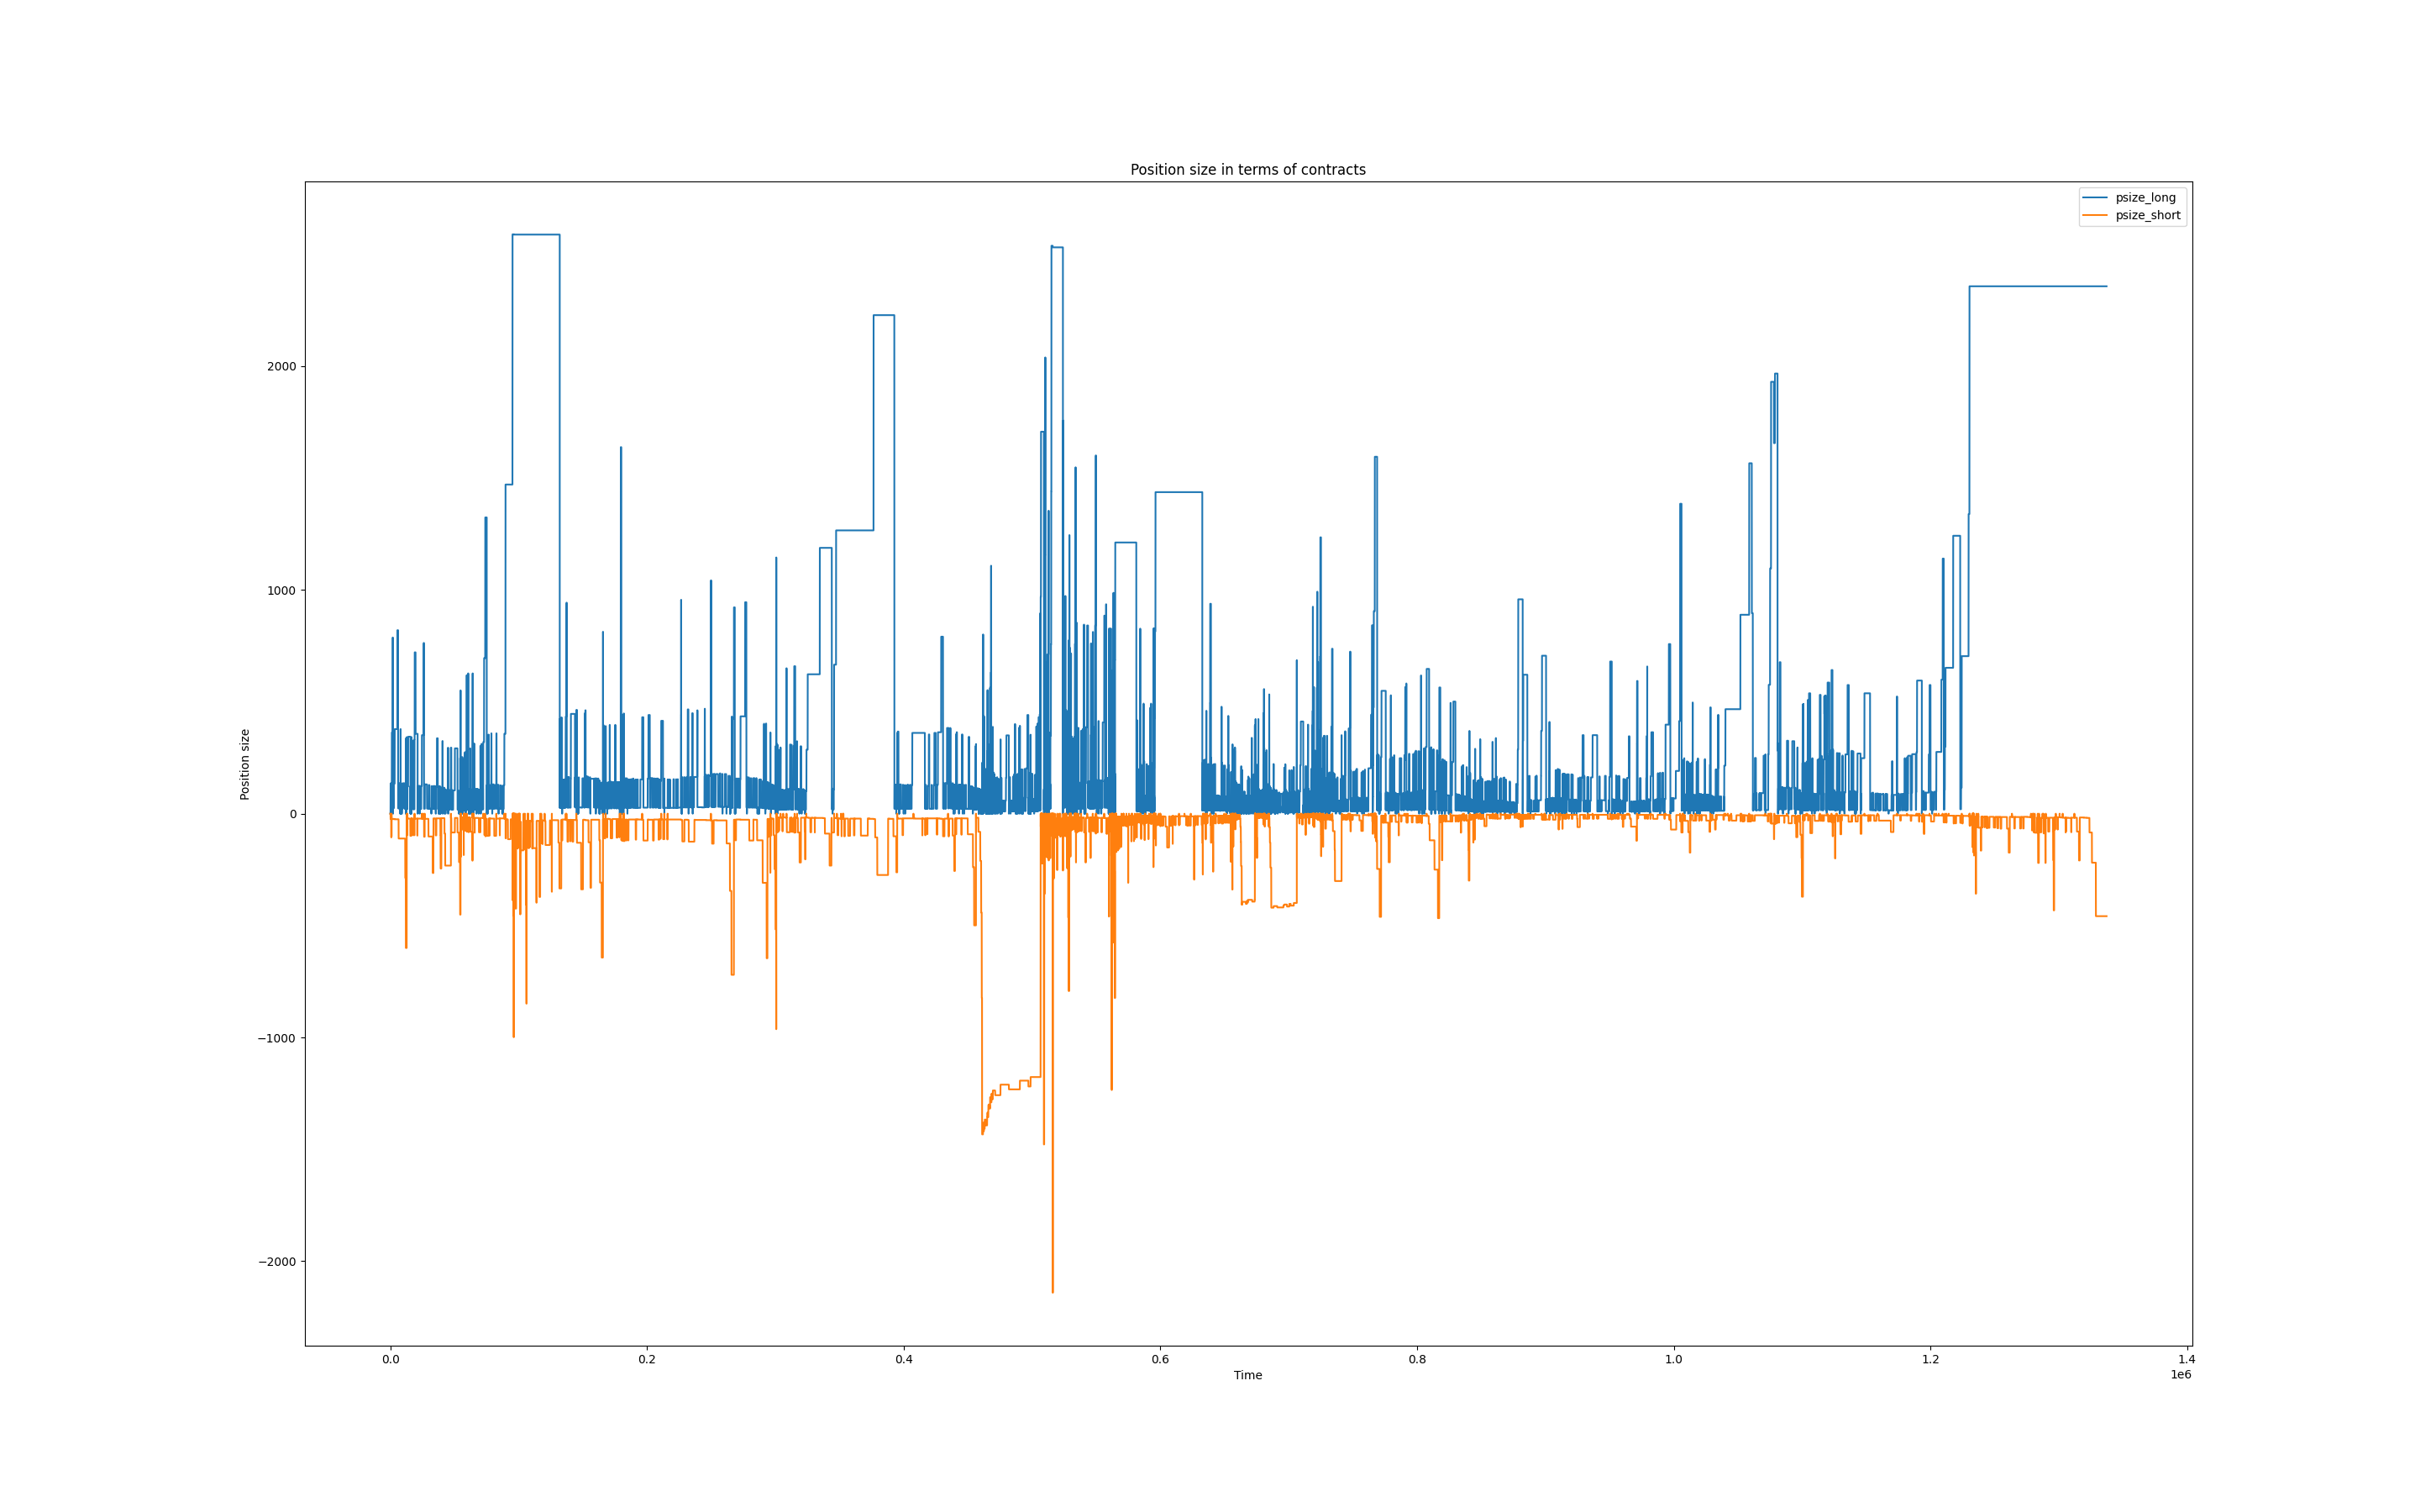 Position size in terms of contracts
psize_long
psize_short
2000
1000
0
−1000
−2000
Position size
0.0 0.2 0.4 0.6 0.8 1.0 1.2 1.4
Time
1e6